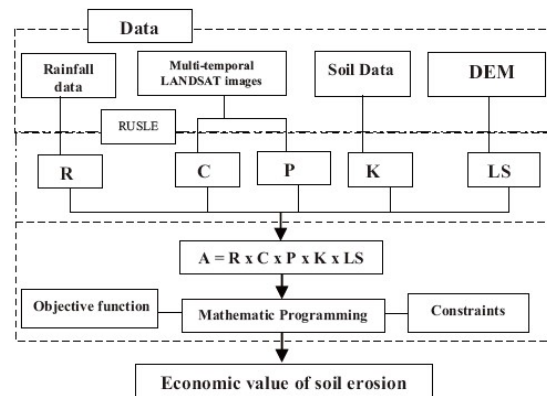 Data
Rainfall
data
Multi-temporal
LANDSAT images
Soil Data
DEM
RUSLE
R
C
P
K
LS
A = R x C x P x K x LS
Objective function
Mathematic Programming
Constraints
Economic value of soil erosion